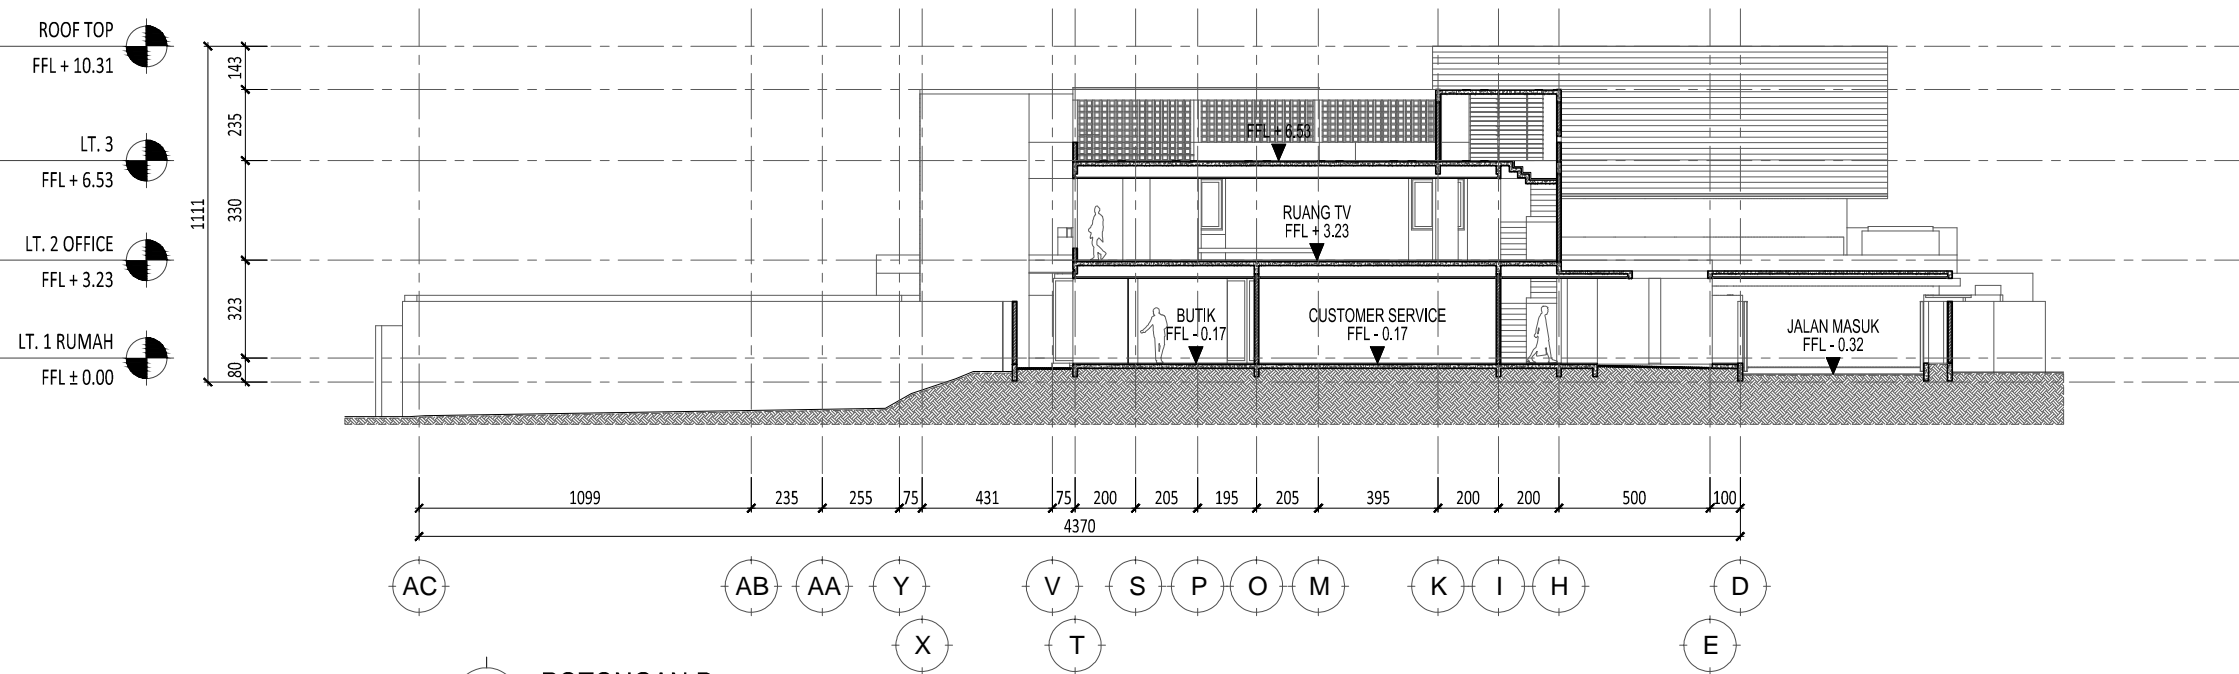 ROOF TOP
FFL + 10.31
LT. 3
FFL + 6.53
LT. 2 OFFICE
FFL + 3.23
LT. 1 RUMAH
FFL ± 0.00
1111
143
235
330
323
80
FFL + 6.53
RUANG TV
FFL + 3.23
BUTIK
FFL - 0.17
CUSTOMER SERVICE
FFL - 0.17
JALAN MASUK
FFL - 0.32
1099 235 255 75 431 75 200 205 195 205 395 200 200 500 100
4370
AC AB AA Y V S P O M K I H D
X T E